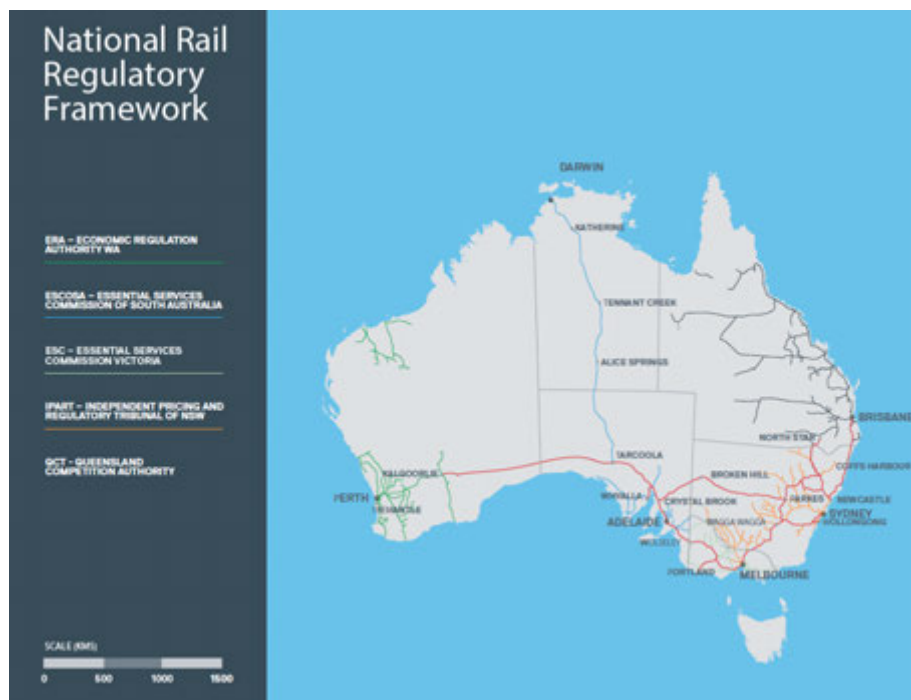 National Rail
Regulatory
Framework
ERA – ECONOMIC REGULATION
AUTHORITY WA
ESCOSA – ESSENTIAL SERVICES
COMMISSION OF SOUTH AUSTRALIA
ESC – ESSENTIAL SERVICES
COMMISSION VICTORIA
IPART – INDEPENDENT PRICING AND
REGULATORY TRIBUNAL OF NSW
QCT - QUEENSLAND
COMPETITION AUTHORITY
SCALE (KMS)
0 500 1000 1500
DARWIN
KATHERINE
TENNANT CREEK
ALICE SPRINGS
BRISBANE
NORTH STAR
TARCOOLA
COFFS HARBOUR
KALGOORLIE
BROKEN HILL
PERTH
WHYALLA
CRYSTAL BROOK
PARKES
NEWCASTLE
SYDNEY
ADELAIDE
WAGGA WAGGA
WOLLONGONG
WOLSELEY
PORTLAND
MELBOURNE